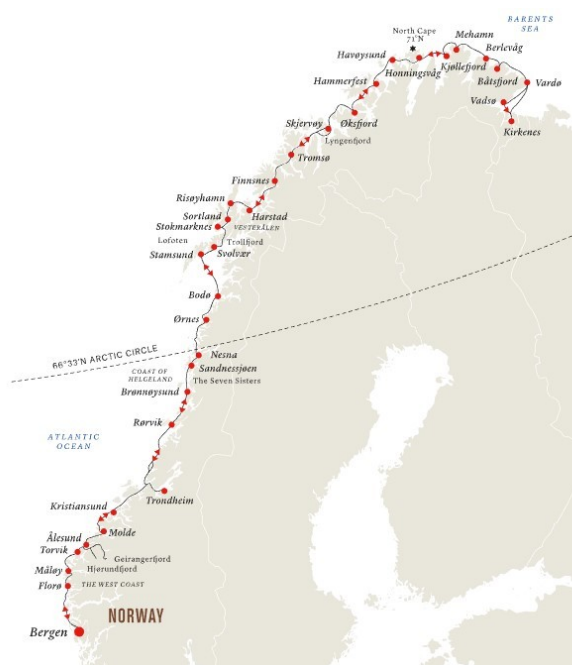 BARENTS
SEA
North Cape
71°N
Mehamn
Berlevåg
Havøysund
Honningsvåg
Kjøllefjord
Båtsfjord
Vardø
Hammerfest
Vadsø
Kirkenes
Skjervøy
Øksfjord
Lyngenfjord
Tromsø
Finnsnes
Risøyhamn
Harstad
Sortland
VESTERÅLEN
Stokmarknes
Lofoten
Trollfjord
Svolvær
Stamsund
Bodø
Ørnes
66°33'N ARCTIC CIRCLE
Nesna
Sandnessjøen
COAST OF
HELGELAND
The Seven Sisters
Brønnøysund
Rørvik
ATLANTIC
OCEAN
Trondheim
Kristiansund
Molde
Ålesund
Torvik
Geirangerfjord
Hjørundfjord
Måløy
Florø
THE WEST COAST
NORWAY
Bergen